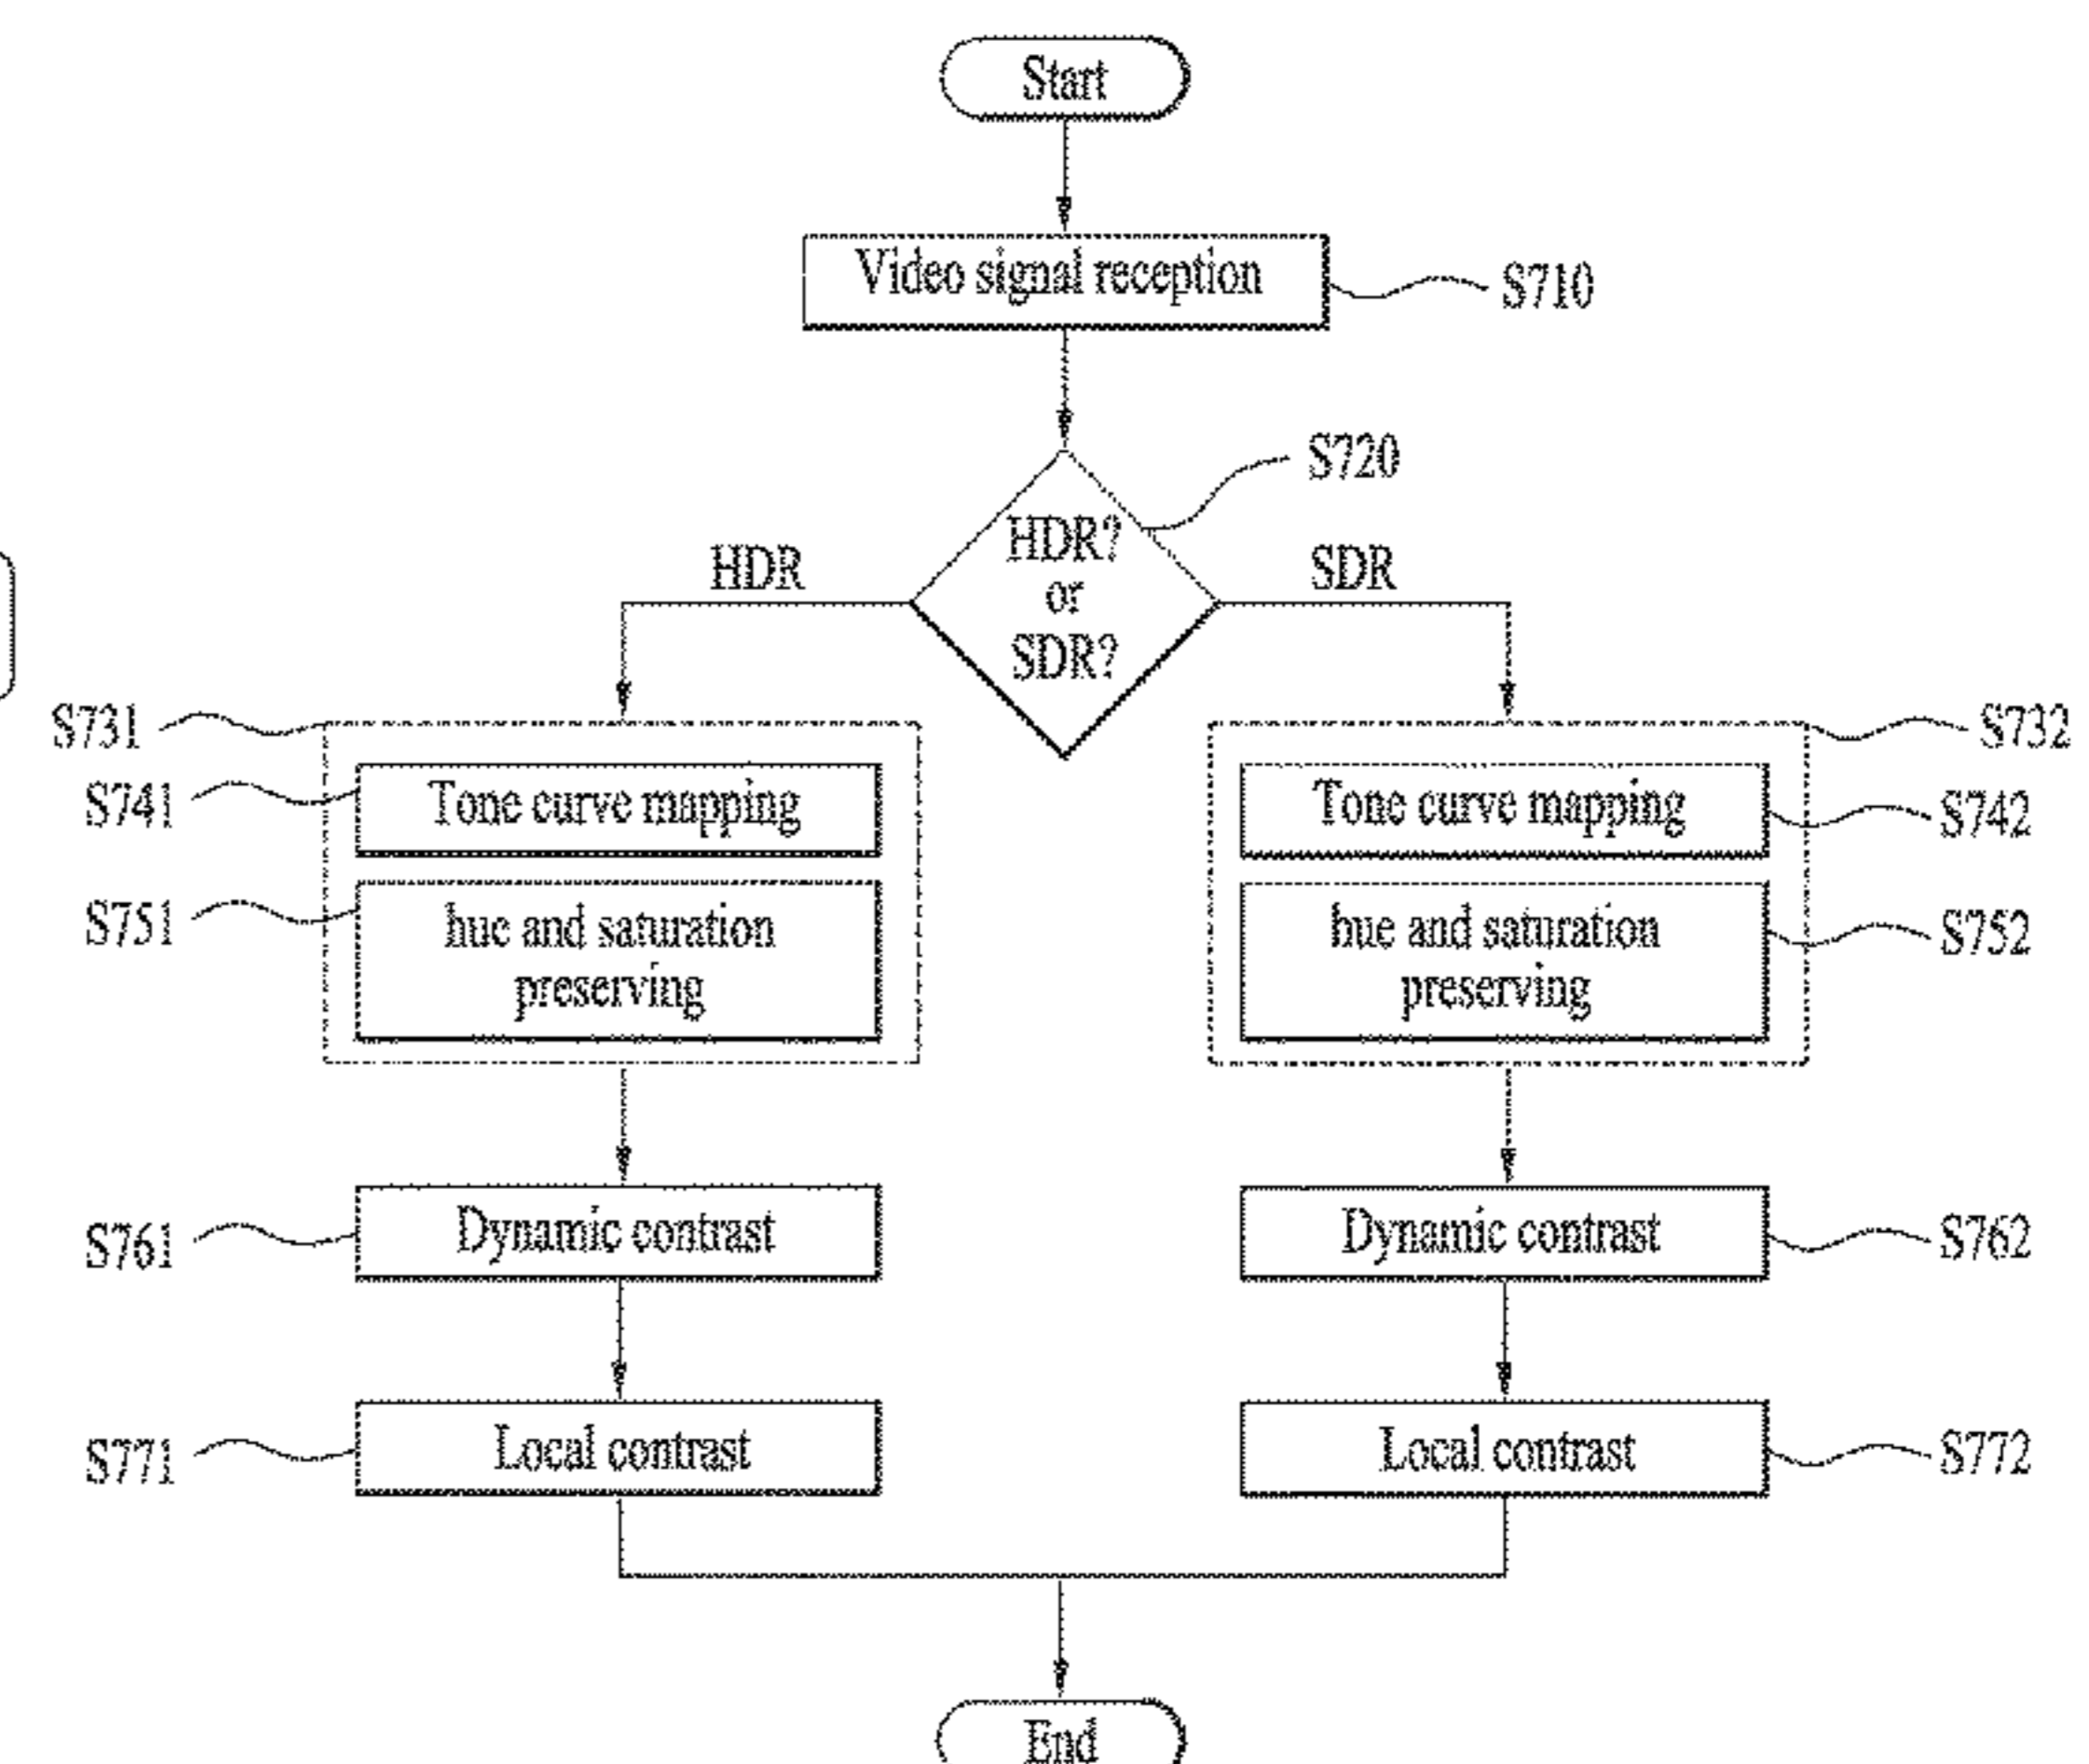 Start
Video signal reception
S710
S720
HDR?
or
SDR?
HDR
SDR
S731
S732
S741
Tone curve mapping
Tone curve mapping
S742
S751
hue and saturation
preserving
hue and saturation
preserving
S752
S761
Dynamic contrast
Dynamic contrast
S762
S771
Local contrast
Local contrast
S772
End